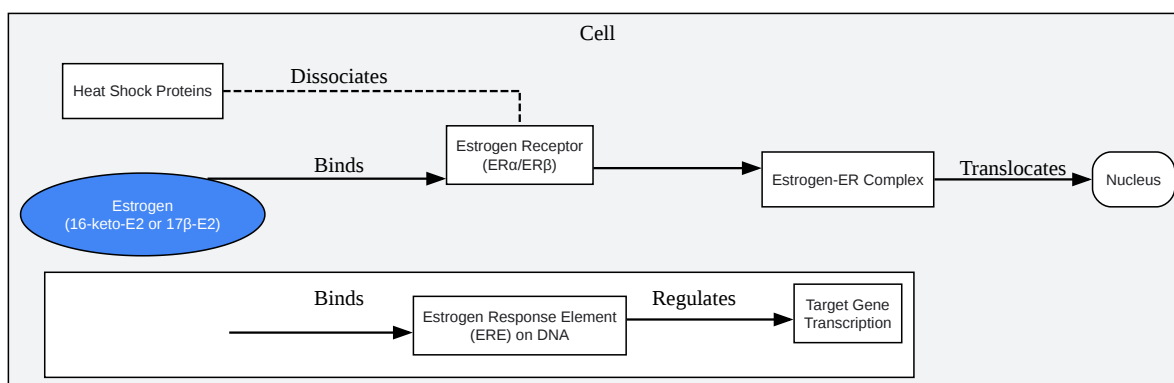 Cell
Dissociates
Heat Shock Proteins
Binds
Estrogen Receptor
(ERα/ERβ)
Estrogen-ER Complex
Translocates
Nucleus
Estrogen
(16-keto-E2 or 17β-E2)
Binds
Estrogen Response Element
(ERE) on DNA
Regulates
Target Gene
Transcription